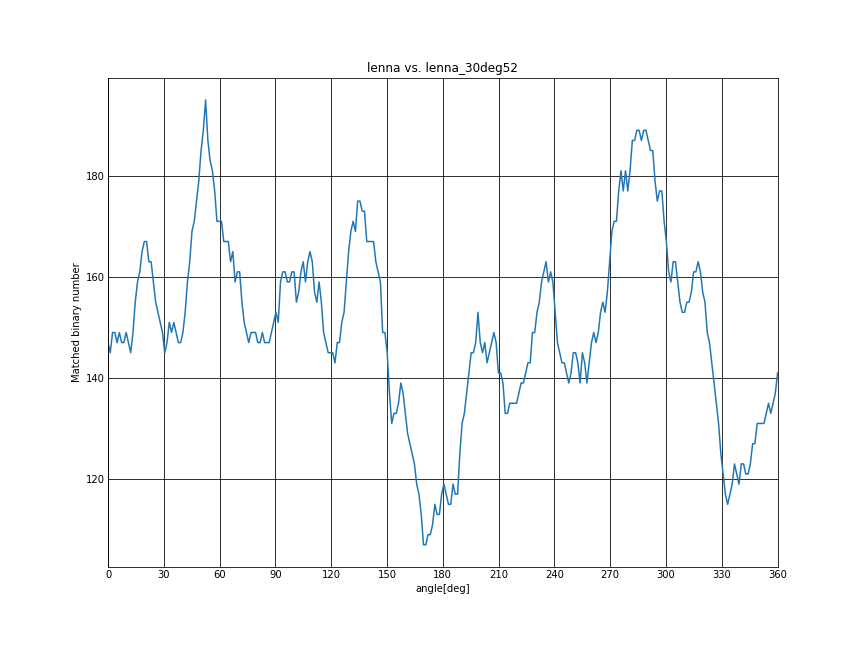 lenna vs. lenna_30deg52
Matched binary number
180
160
140
120
0 30 60 90 120 150 180 210 240 270 300 330 360
angle[deg]